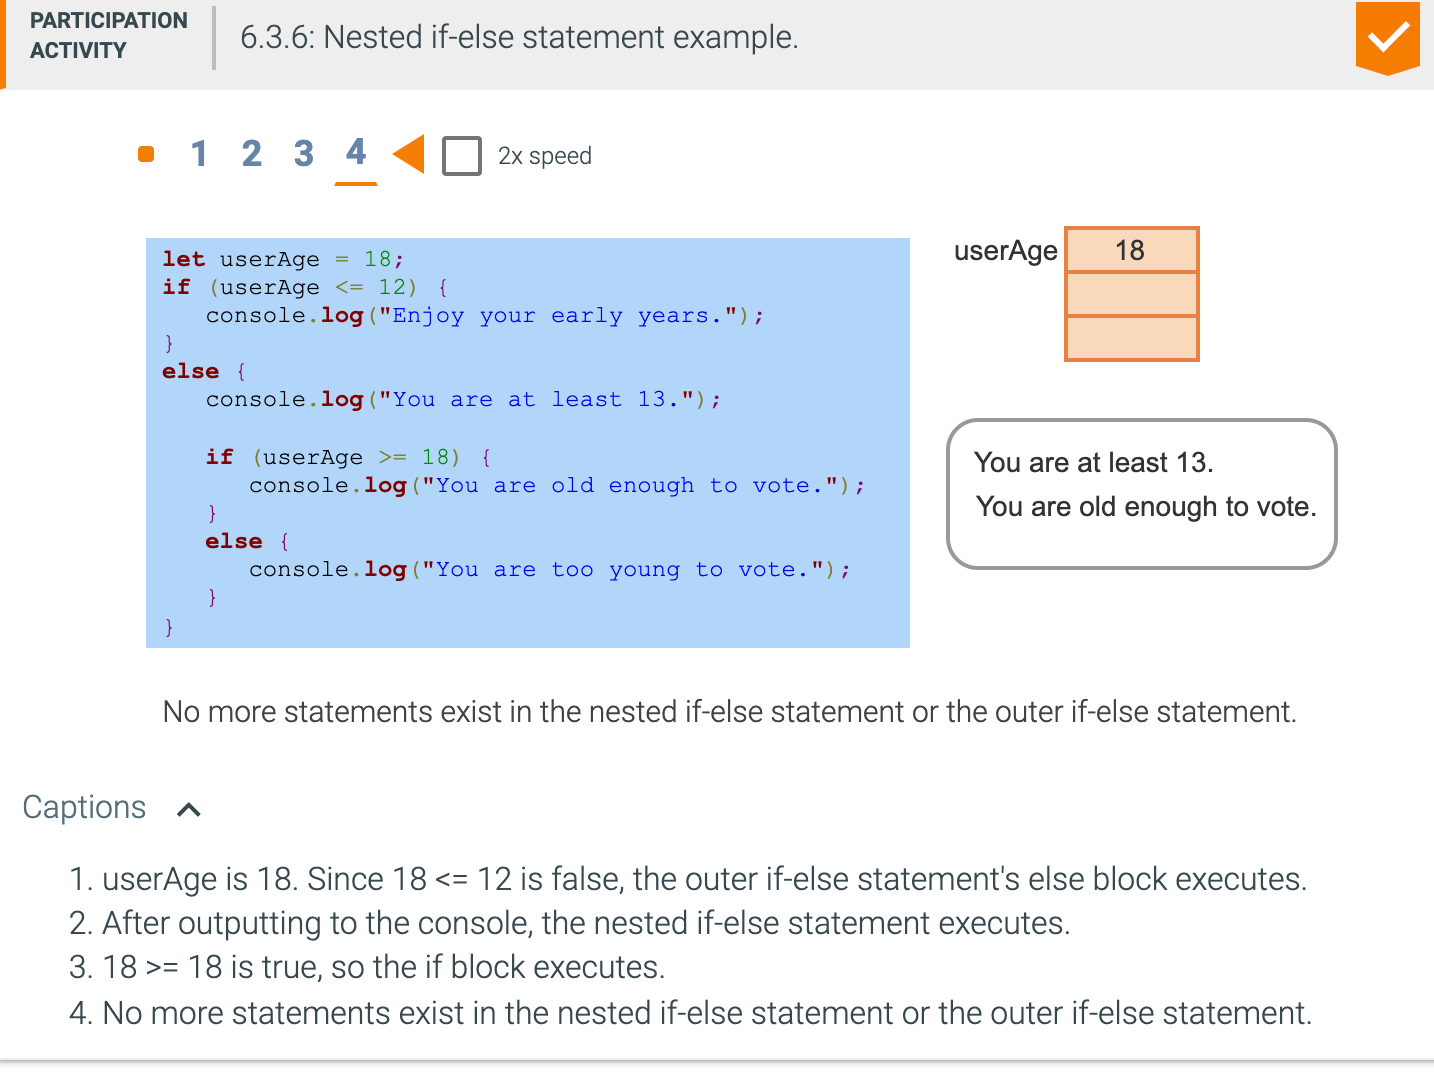 PARTICIPATION
ACTIVITY
6.3.6: Nested if-else statement example.
1 2 3 4 2x speed
let userAge = 18;
if (userAge <= 12) {
   console.log("Enjoy your early years.");
}
else {
   console.log("You are at least 13.");
   if (userAge >= 18) {
      console.log("You are old enough to vote.");
   }
   else {
      console.log("You are too young to vote.");
   }
}
userAge 18
You are at least 13.
You are old enough to vote.
No more statements exist in the nested if-else statement or the outer if-else statement.
Captions
1. userAge is 18. Since 18 <= 12 is false, the outer if-else statement's else block executes.
2. After outputting to the console, the nested if-else statement executes.
3. 18 >= 18 is true, so the if block executes.
4. No more statements exist in the nested if-else statement or the outer if-else statement.